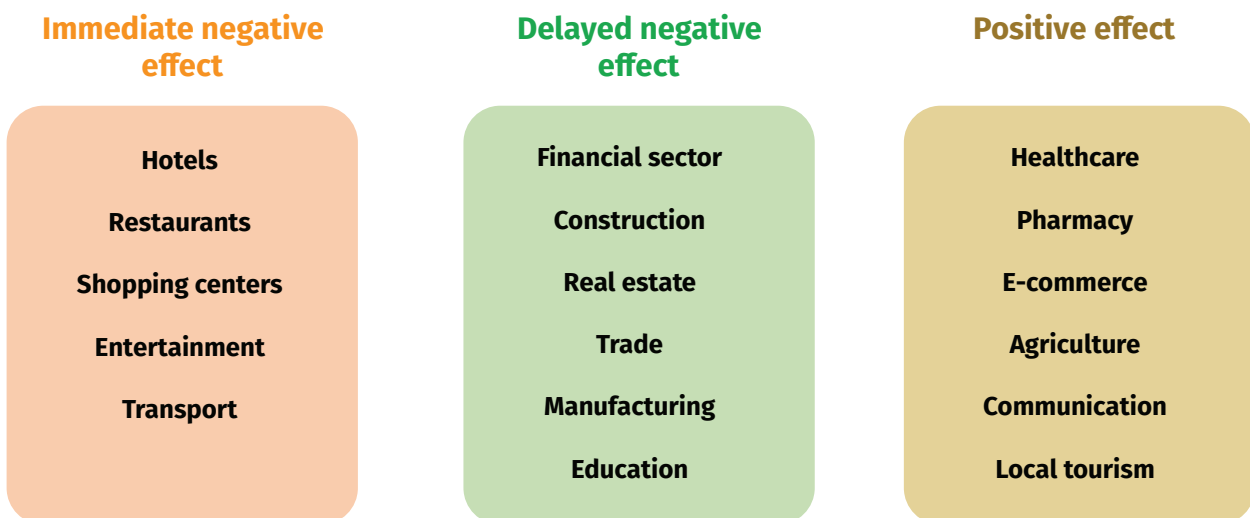 Immediate negative
effect
Hotels
Restaurants
Shopping centers
Entertainment
Transport
Delayed negative
effect
Financial sector
Construction
Real estate
Trade
Manufacturing
Education
Positive effect
Healthcare
Pharmacy
E-commerce
Agriculture
Communication
Local tourism